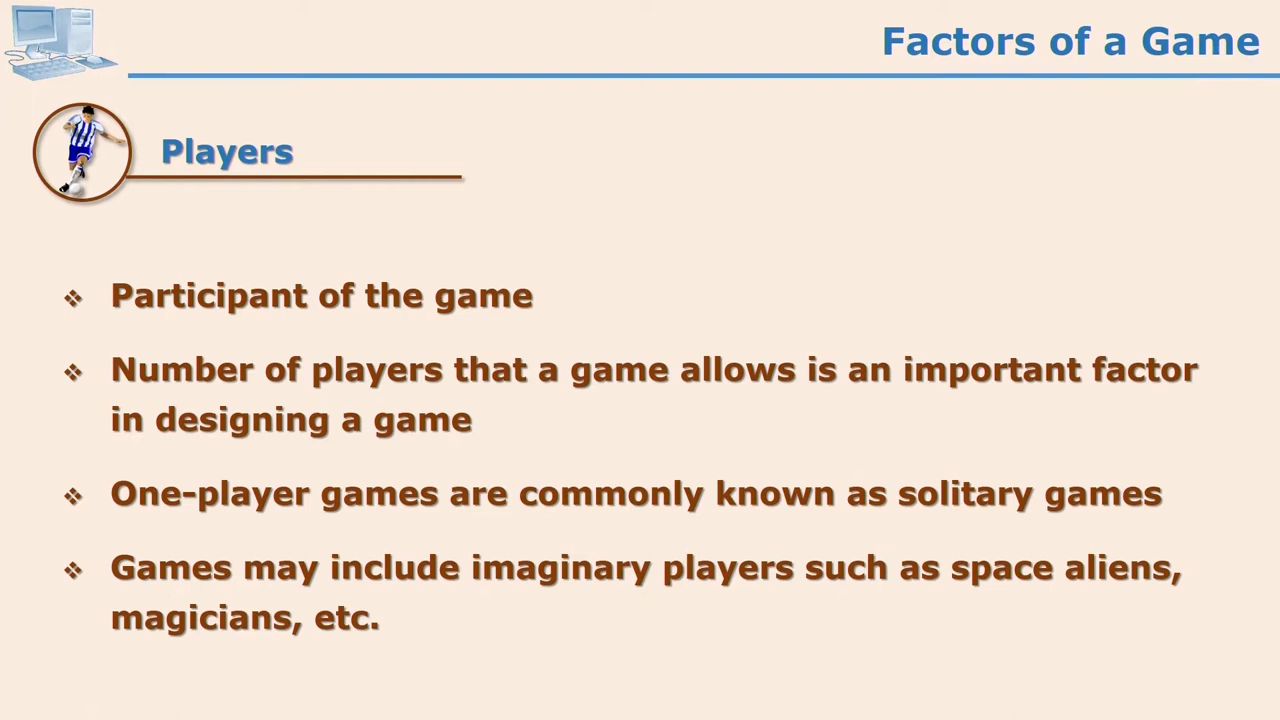 Factors of a Game
Players
❖ Participant of the game
❖ Number of players that a game allows is an important factor
in designing a game
❖ One-player games are commonly known as solitary games
❖ Games may include imaginary players such as space aliens,
magicians, etc.